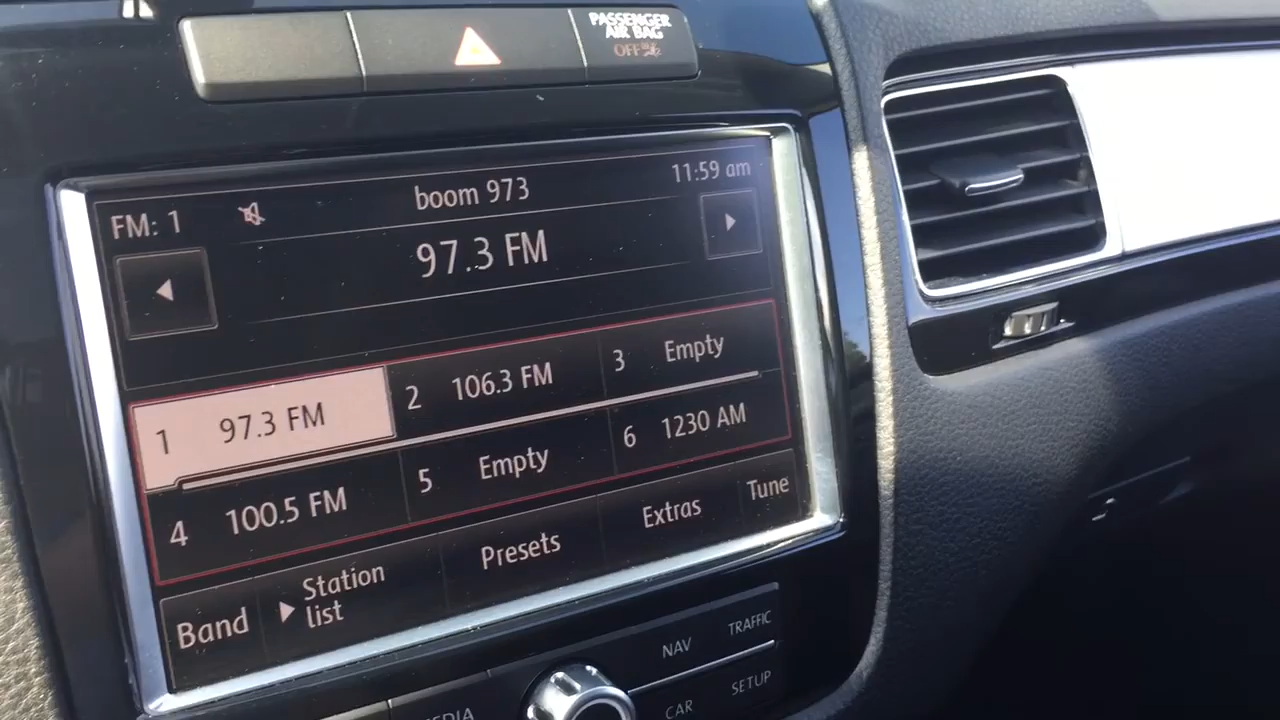 PASSENGER
AIR BAG
OFF
FM: 1
boom 973
11:59 am
97.3 FM
1 97.3 FM
2 106.3 FM
3 Empty
4 100.5 FM
5 Empty
6 1230 AM
Band
Station
list
Presets
Extras
Tune
NAV
TRAFFIC
CAR
SETUP